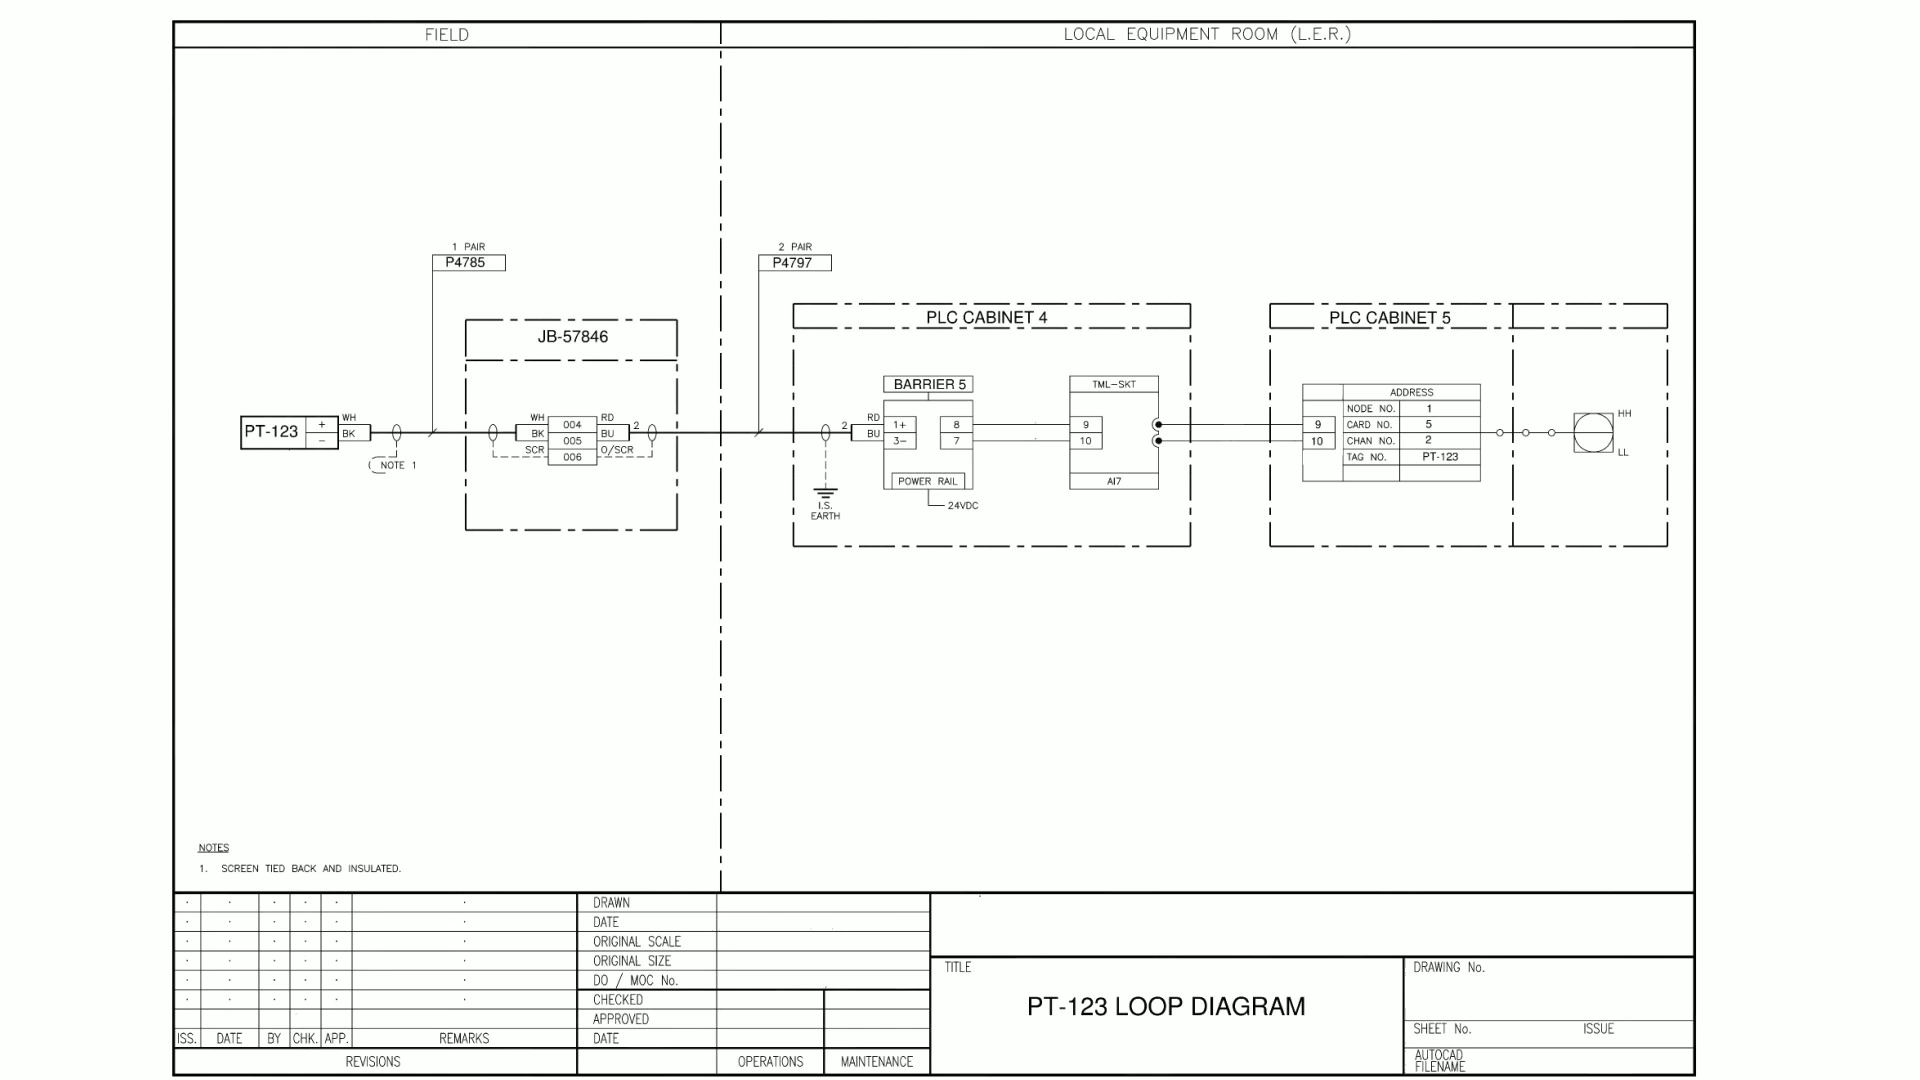 FIELD
LOCAL EQUIPMENT ROOM (L.E.R.)
1 PAIR
P4785
2 PAIR
P4797
JB-57846
PLC CABINET 4
PLC CABINET 5
PT-123
+
−
WH
BK
( NOTE 1
WH
BK
SCR
004
005
006
RD
BU
O/SCR
2
2
RD
BU
I.S.
EARTH
BARRIER 5
1+
3−
8
7
POWER RAIL
24VDC
TML-SKT
9
10
AI7
9
10
ADDRESS
NODE NO. 1
CARD NO. 5
CHAN NO. 2
TAG NO. PT-123
HH
LL
NOTES
1. SCREEN TIED BACK AND INSULATED.
ISS. DATE BY CHK. APP. REMARKS
REVISIONS
DRAWN
DATE
ORIGINAL SCALE
ORIGINAL SIZE
DO / MOC No.
CHECKED
APPROVED
DATE
OPERATIONS MAINTENANCE
TITLE
PT-123 LOOP DIAGRAM
DRAWING No.
SHEET No. ISSUE
AUTOCAD
FILENAME